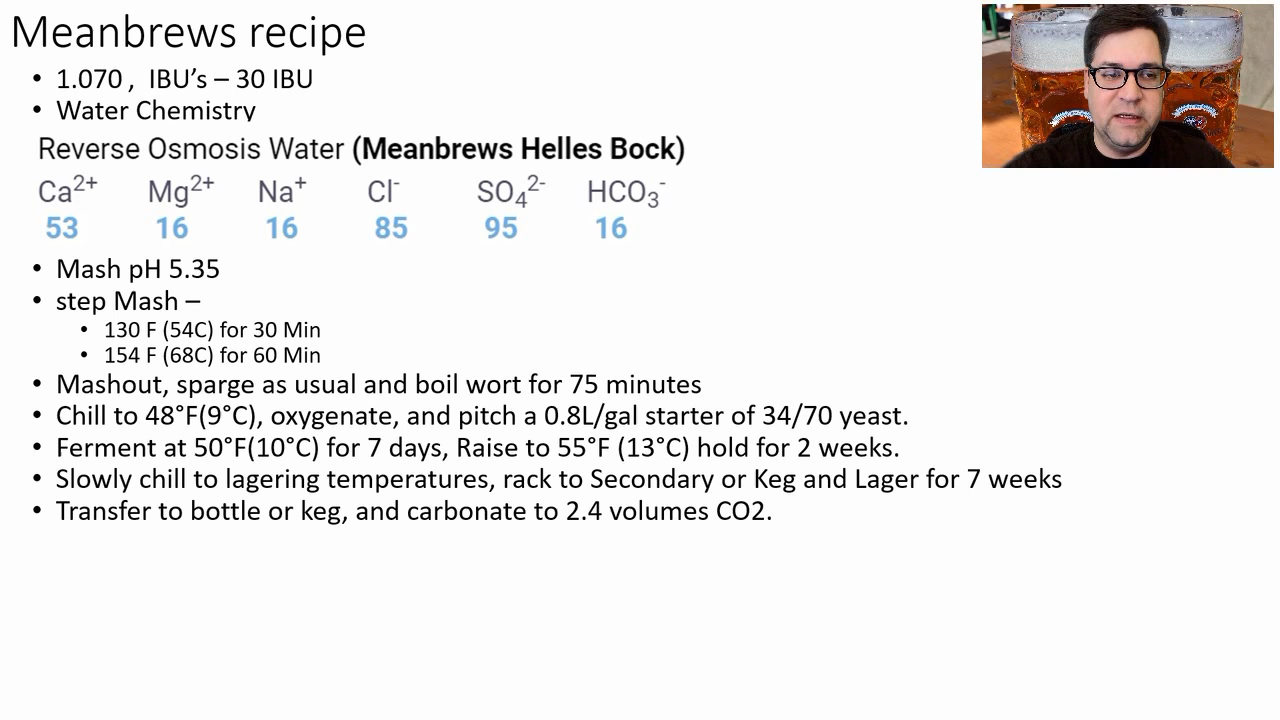 Meanbrews recipe
• 1.070 , IBU’s – 30 IBU
• Water Chemistry
Reverse Osmosis Water (Meanbrews Helles Bock)
Ca2+ Mg2+ Na+ Cl- SO42- HCO3-
53 16 16 85 95 16
• Mash pH 5.35
• step Mash –
• 130 F (54C) for 30 Min
• 154 F (68C) for 60 Min
• Mashout, sparge as usual and boil wort for 75 minutes
• Chill to 48°F(9°C), oxygenate, and pitch a 0.8L/gal starter of 34/70 yeast.
• Ferment at 50°F(10°C) for 7 days, Raise to 55°F (13°C) hold for 2 weeks.
• Slowly chill to lagering temperatures, rack to Secondary or Keg and Lager for 7 weeks
• Transfer to bottle or keg, and carbonate to 2.4 volumes CO2.